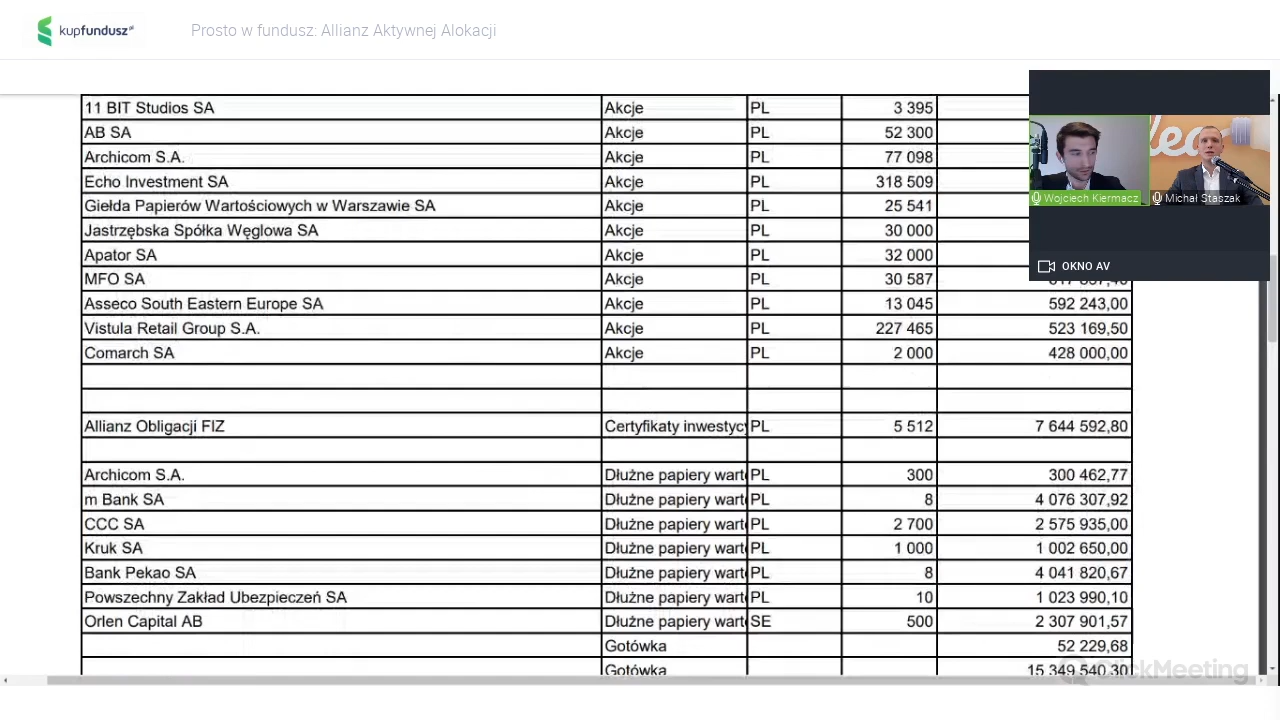 kupfundusz.pl
Prosto w fundusz: Allianz Aktywnej Alokacji
11 BIT Studios SA Akcje PL 3 395
AB SA Akcje PL 52 300
Archicom S.A. Akcje PL 77 098
Echo Investment SA Akcje PL 318 509
Giełda Papierów Wartościowych w Warszawie SA Akcje PL 25 541
Jastrzębska Spółka Węglowa SA Akcje PL 30 000
Apator SA Akcje PL 32 000
MFO SA Akcje PL 30 587
Asseco South Eastern Europe SA Akcje PL 13 045 592 243,00
Vistula Retail Group S.A. Akcje PL 227 465 523 169,50
Comarch SA Akcje PL 2 000 428 000,00
Allianz Obligacji FIZ Certyfikaty inwestycy PL 5 512 7 644 592,80
Archicom S.A. Dłużne papiery warto PL 300 300 462,77
m Bank SA Dłużne papiery warto PL 8 4 076 307,92
CCC SA Dłużne papiery warto PL 2 700 2 575 935,00
Kruk SA Dłużne papiery warto PL 1 000 1 002 650,00
Bank Pekao SA Dłużne papiery warto PL 8 4 041 820,67
Powszechny Zakład Ubezpieczeń SA Dłużne papiery warto PL 10 1 023 990,10
Orlen Capital AB Dłużne papiery warto SE 500 2 307 901,57
Gotówka 52 229,68
Gotówka 15 349 540,30
Wojciech Kiermacz
Michał Staszak
OKNO AV
ClickMeeting